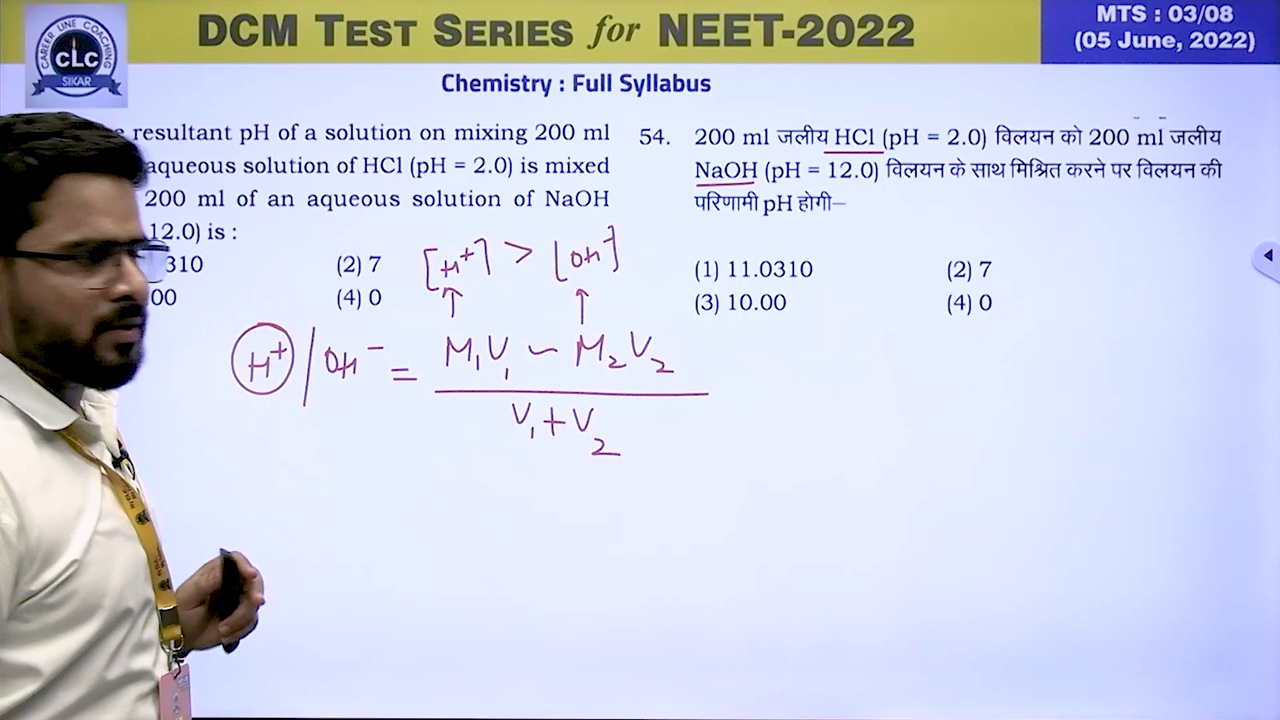 DCM TEST SERIES for NEET-2022
MTS : 03/08
(05 June, 2022)
CAREER LINE COACHING
CLC
SIKAR
Chemistry : Full Syllabus
resultant pH of a solution on mixing 200 ml
aqueous solution of HCl (pH = 2.0) is mixed
200 ml of an aqueous solution of NaOH
12.0) is :
310 (2) 7
00 (4) 0
54. 200 ml जलीय HCl (pH = 2.0) विलयन को 200 ml जलीय
NaOH (pH = 12.0) विलयन के साथ मिश्रित करने पर विलयन की
परिणामी pH होगी–
(1) 11.0310 (2) 7
(3) 10.00 (4) 0
[H⁺] > [OH⁻]
↑ ↑
H⁺ / OH⁻ = M₁V₁ ~ M₂V₂
V₁ + V₂